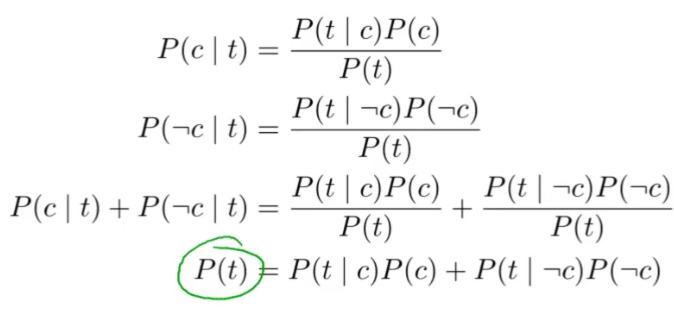 P(c | t) = P(t | c)P(c) / P(t)
P(¬c | t) = P(t | ¬c)P(¬c) / P(t)
P(c | t) + P(¬c | t) = P(t | c)P(c) / P(t) + P(t | ¬c)P(¬c) / P(t)
P(t) = P(t | c)P(c) + P(t | ¬c)P(¬c)